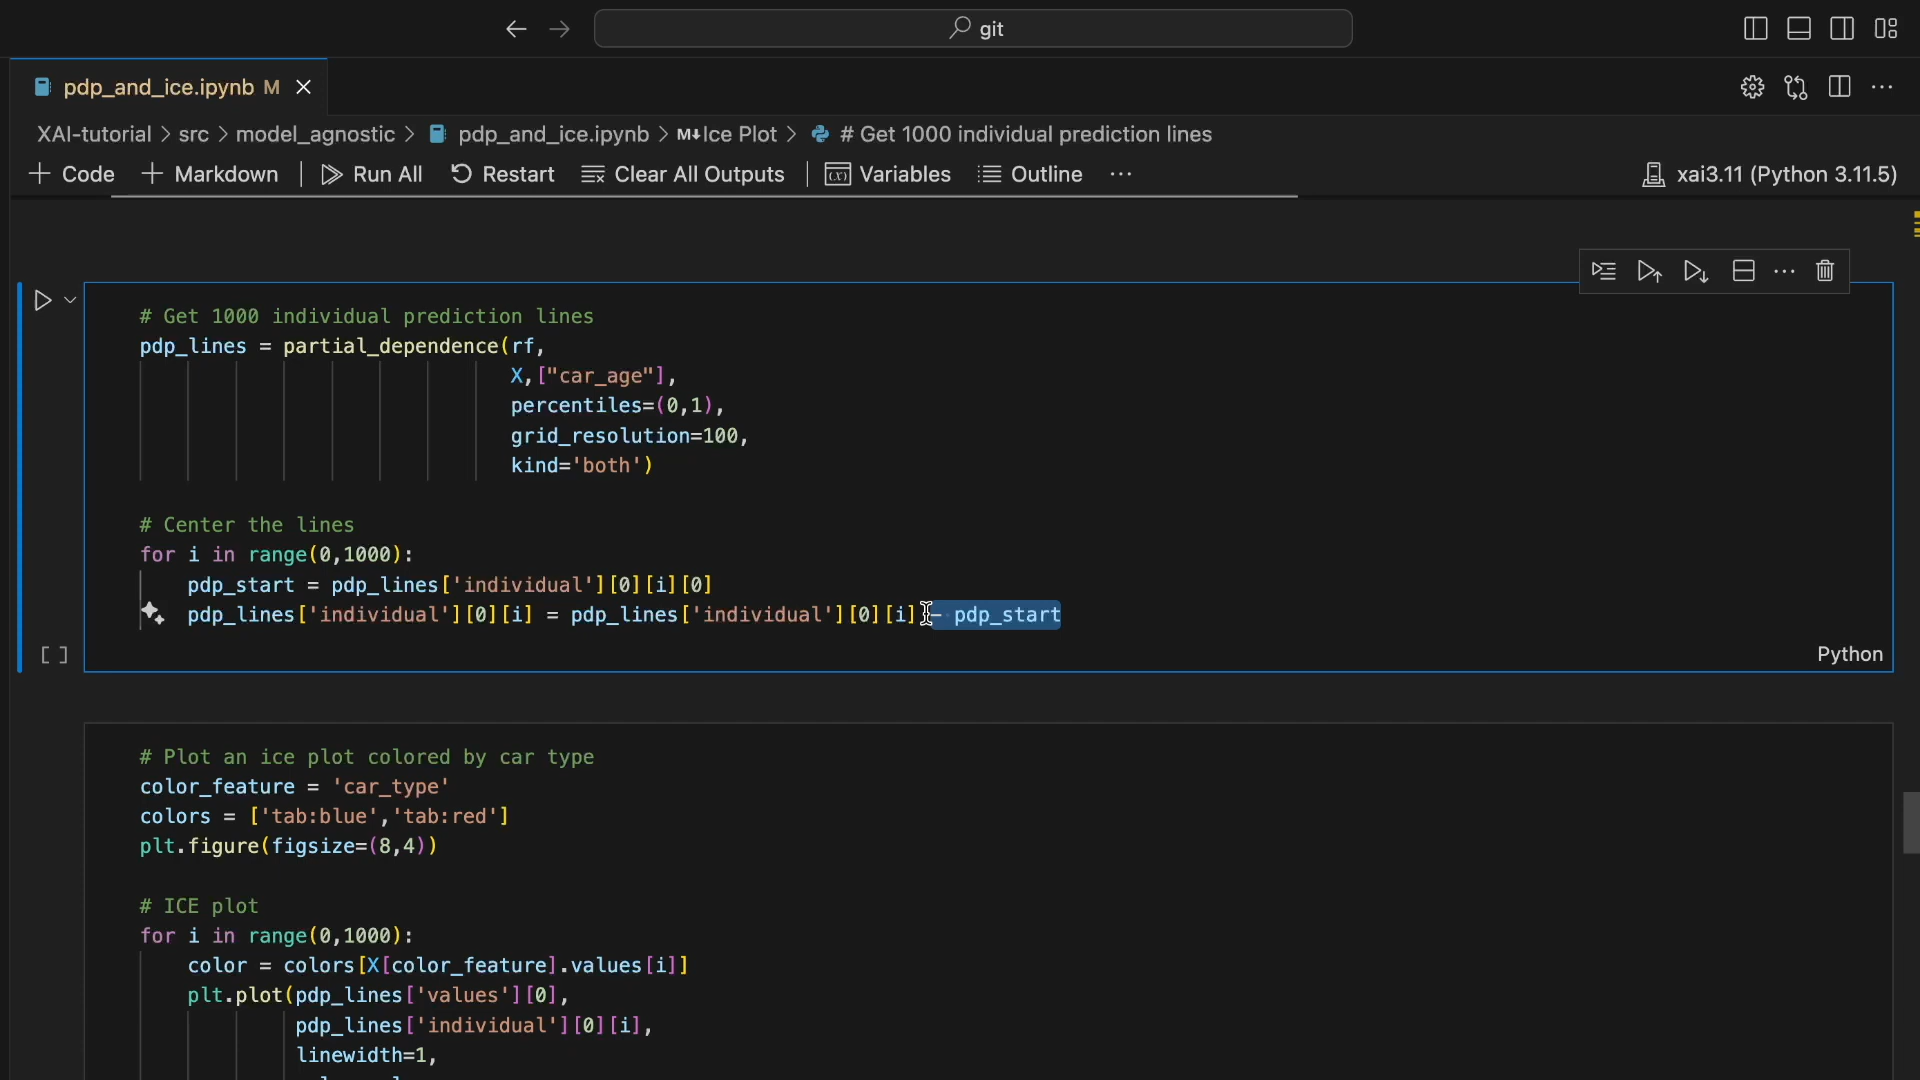 git
pdp_and_ice.ipynb M
XAI-tutorial > src > model_agnostic > pdp_and_ice.ipynb > M↓Ice Plot > # Get 1000 individual prediction lines
+ Code + Markdown | Run All Restart Clear All Outputs | Variables Outline ... xai3.11 (Python 3.11.5)
# Get 1000 individual prediction lines
pdp_lines = partial_dependence(rf,
X,["car_age"],
percentiles=(0,1),
grid_resolution=100,
kind='both')
# Center the lines
for i in range(0,1000):
pdp_start = pdp_lines['individual'][0][i][0]
pdp_lines['individual'][0][i] = pdp_lines['individual'][0][i] - pdp_start
[ ]
Python
# Plot an ice plot colored by car type
color_feature = 'car_type'
colors = ['tab:blue','tab:red']
plt.figure(figsize=(8,4))
# ICE plot
for i in range(0,1000):
color = colors[X[color_feature].values[i]]
plt.plot(pdp_lines['values'][0],
pdp_lines['individual'][0][i],
linewidth=1,